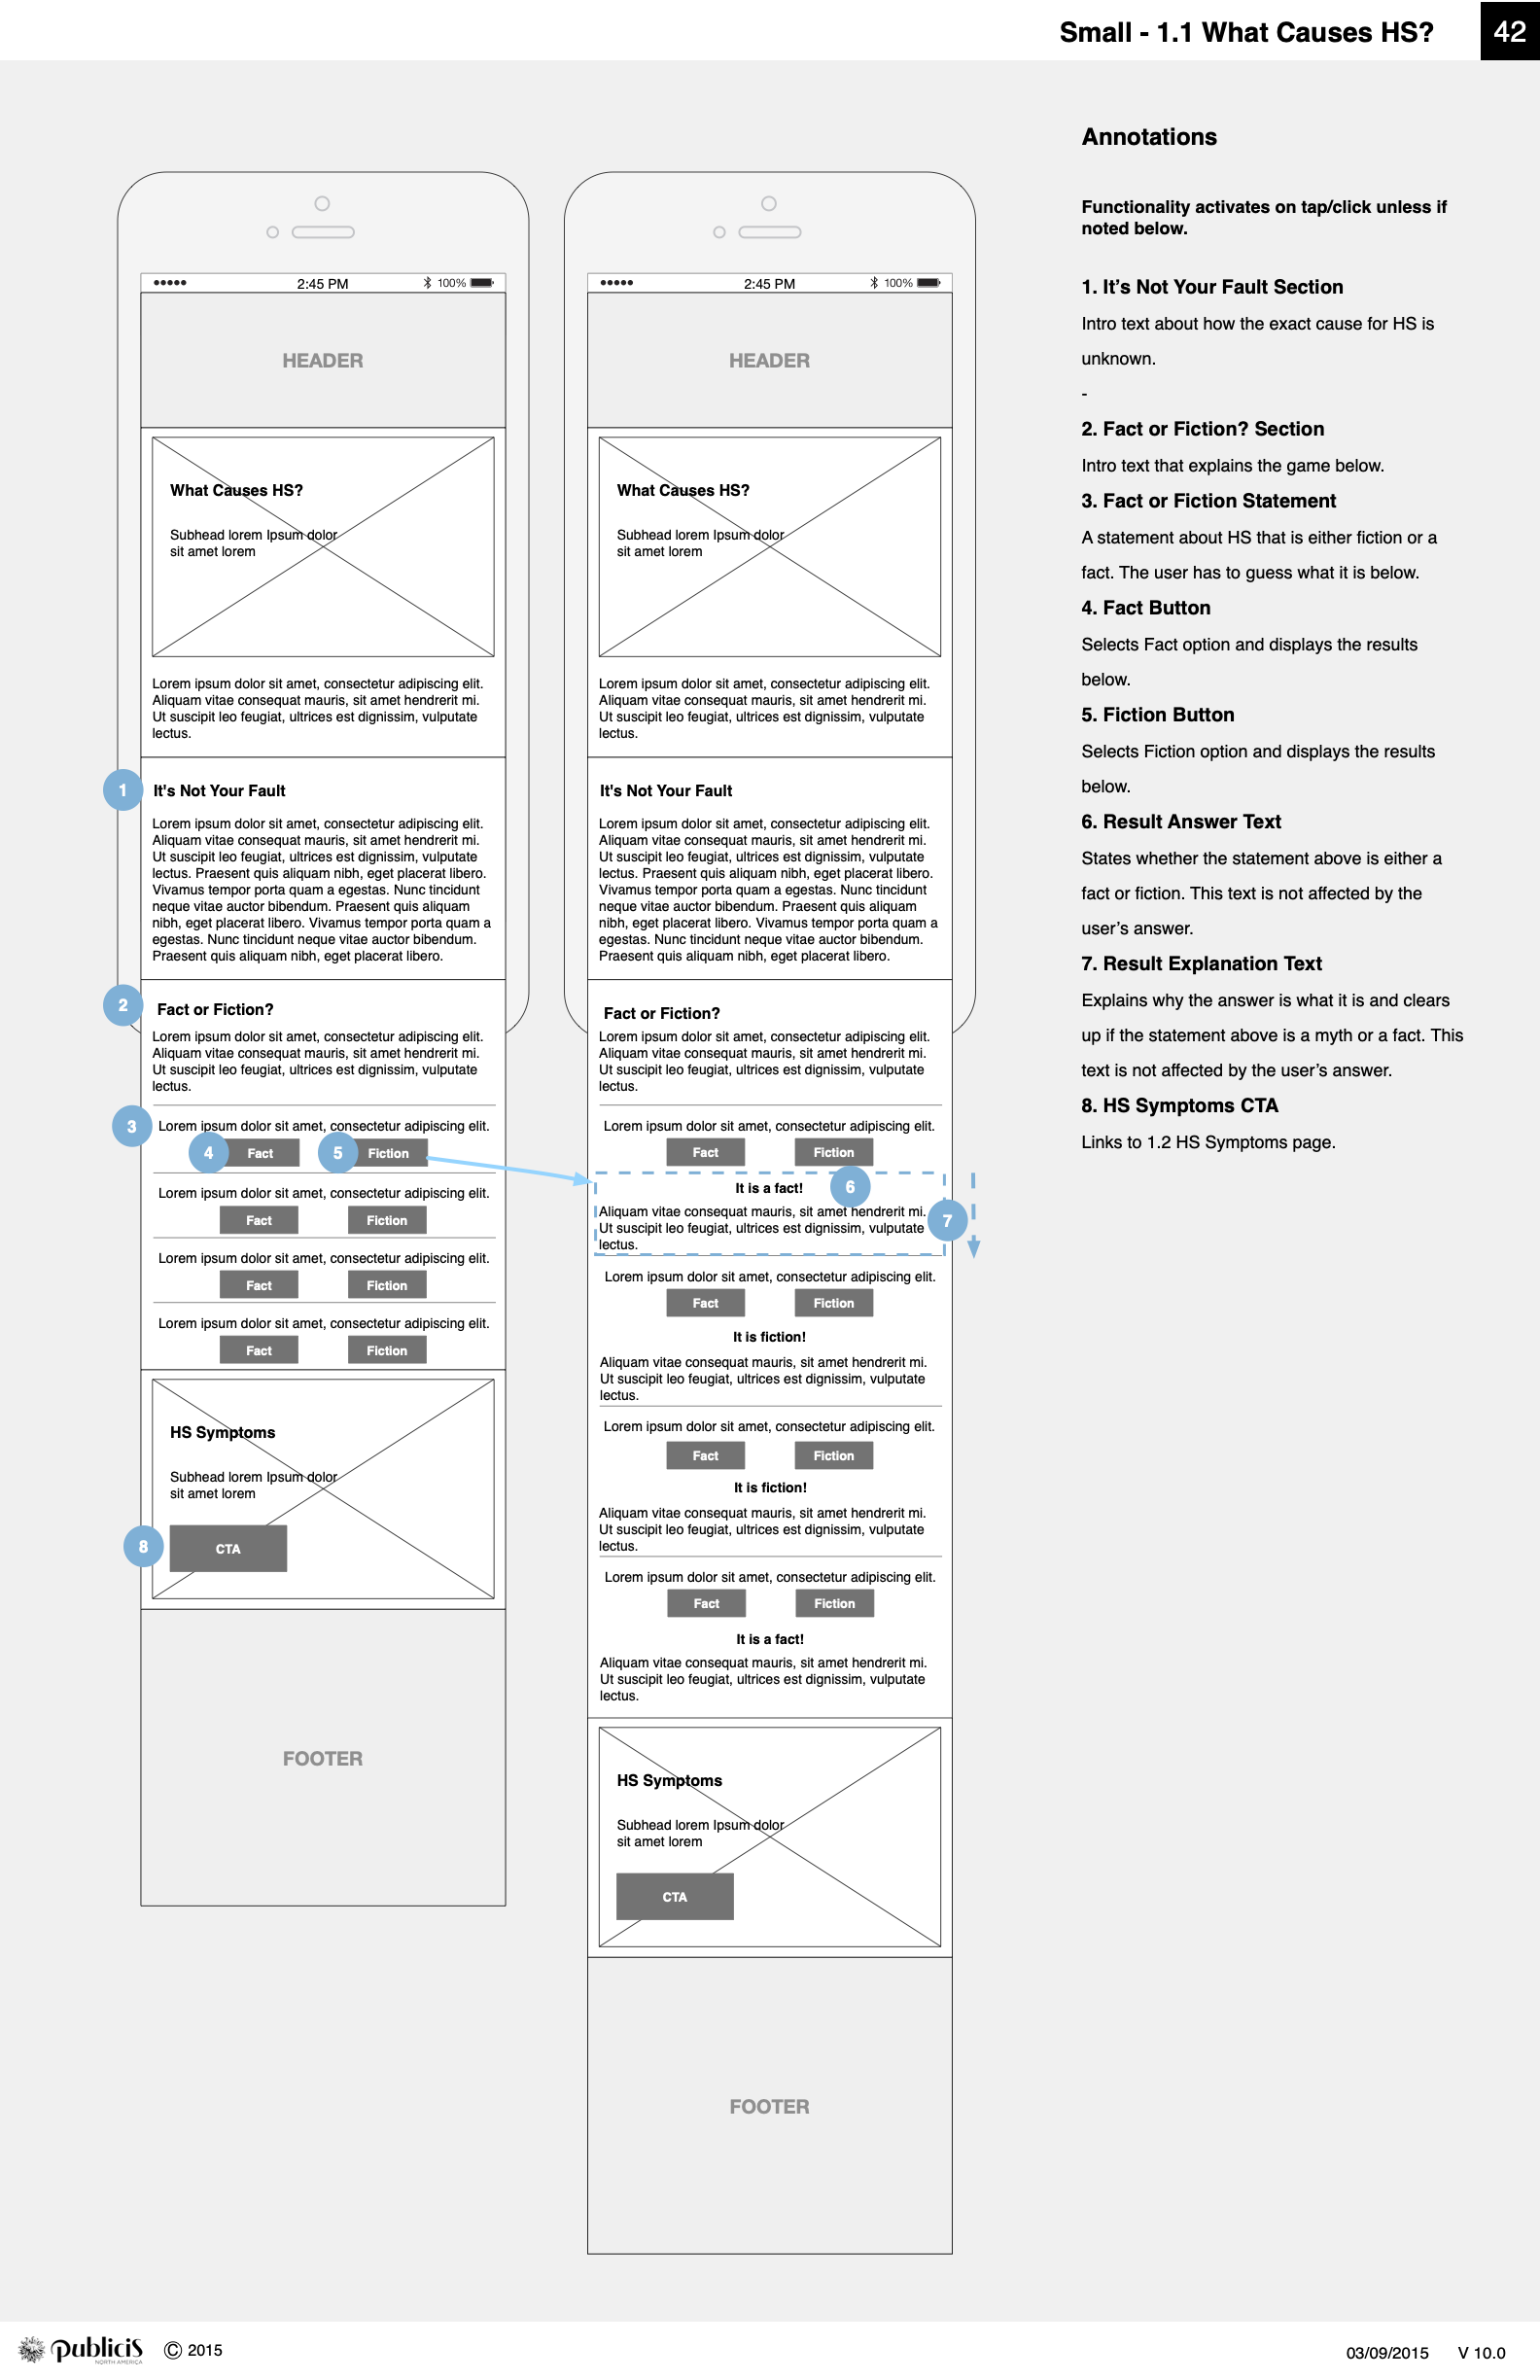 Small - 1.1 What Causes HS?
42
2:45 PM
100%
HEADER
What Causes HS?
Subhead lorem Ipsum dolor
sit amet lorem
Lorem ipsum dolor sit amet, consectetur adipiscing elit.
Aliquam vitae consequat mauris, sit amet hendrerit mi.
Ut suscipit leo feugiat, ultrices est dignissim, vulputate
lectus.
1
It's Not Your Fault
Lorem ipsum dolor sit amet, consectetur adipiscing elit.
Aliquam vitae consequat mauris, sit amet hendrerit mi.
Ut suscipit leo feugiat, ultrices est dignissim, vulputate
lectus. Praesent quis aliquam nibh, eget placerat libero.
Vivamus tempor porta quam a egestas. Nunc tincidunt
neque vitae auctor bibendum. Praesent quis aliquam
nibh, eget placerat libero. Vivamus tempor porta quam a
egestas. Nunc tincidunt neque vitae auctor bibendum.
Praesent quis aliquam nibh, eget placerat libero.
2
Fact or Fiction?
Lorem ipsum dolor sit amet, consectetur adipiscing elit.
Aliquam vitae consequat mauris, sit amet hendrerit mi.
Ut suscipit leo feugiat, ultrices est dignissim, vulputate
lectus.
3
Lorem ipsum dolor sit amet, consectetur adipiscing elit.
4 Fact 5 Fiction
Lorem ipsum dolor sit amet, consectetur adipiscing elit.
Fact Fiction
Lorem ipsum dolor sit amet, consectetur adipiscing elit.
Fact Fiction
Lorem ipsum dolor sit amet, consectetur adipiscing elit.
Fact Fiction
HS Symptoms
Subhead lorem Ipsum dolor
sit amet lorem
8
CTA
FOOTER
2:45 PM
100%
HEADER
What Causes HS?
Subhead lorem Ipsum dolor
sit amet lorem
Lorem ipsum dolor sit amet, consectetur adipiscing elit.
Aliquam vitae consequat mauris, sit amet hendrerit mi.
Ut suscipit leo feugiat, ultrices est dignissim, vulputate
lectus.
It's Not Your Fault
Lorem ipsum dolor sit amet, consectetur adipiscing elit.
Aliquam vitae consequat mauris, sit amet hendrerit mi.
Ut suscipit leo feugiat, ultrices est dignissim, vulputate
lectus. Praesent quis aliquam nibh, eget placerat libero.
Vivamus tempor porta quam a egestas. Nunc tincidunt
neque vitae auctor bibendum. Praesent quis aliquam
nibh, eget placerat libero. Vivamus tempor porta quam a
egestas. Nunc tincidunt neque vitae auctor bibendum.
Praesent quis aliquam nibh, eget placerat libero.
Fact or Fiction?
Lorem ipsum dolor sit amet, consectetur adipiscing elit.
Aliquam vitae consequat mauris, sit amet hendrerit mi.
Ut suscipit leo feugiat, ultrices est dignissim, vulputate
lectus.
Lorem ipsum dolor sit amet, consectetur adipiscing elit.
Fact Fiction
It is a fact! 6
Aliquam vitae consequat mauris, sit amet hendrerit mi. 7
Ut suscipit leo feugiat, ultrices est dignissim, vulputate
lectus.
Lorem ipsum dolor sit amet, consectetur adipiscing elit.
Fact Fiction
It is fiction!
Aliquam vitae consequat mauris, sit amet hendrerit mi.
Ut suscipit leo feugiat, ultrices est dignissim, vulputate
lectus.
Lorem ipsum dolor sit amet, consectetur adipiscing elit.
Fact Fiction
It is fiction!
Aliquam vitae consequat mauris, sit amet hendrerit mi.
Ut suscipit leo feugiat, ultrices est dignissim, vulputate
lectus.
Lorem ipsum dolor sit amet, consectetur adipiscing elit.
Fact Fiction
It is a fact!
Aliquam vitae consequat mauris, sit amet hendrerit mi.
Ut suscipit leo feugiat, ultrices est dignissim, vulputate
lectus.
HS Symptoms
Subhead lorem Ipsum dolor
sit amet lorem
CTA
FOOTER
Annotations
Functionality activates on tap/click unless if
noted below.
1. It’s Not Your Fault Section
Intro text about how the exact cause for HS is
unknown.
-
2. Fact or Fiction? Section
Intro text that explains the game below.
3. Fact or Fiction Statement
A statement about HS that is either fiction or a
fact. The user has to guess what it is below.
4. Fact Button
Selects Fact option and displays the results
below.
5. Fiction Button
Selects Fiction option and displays the results
below.
6. Result Answer Text
States whether the statement above is either a
fact or fiction. This text is not affected by the
user’s answer.
7. Result Explanation Text
Explains why the answer is what it is and clears
up if the statement above is a myth or a fact. This
text is not affected by the user’s answer.
8. HS Symptoms CTA
Links to 1.2 HS Symptoms page.
publicis
NORTH AMERICA
© 2015
03/09/2015 V 10.0